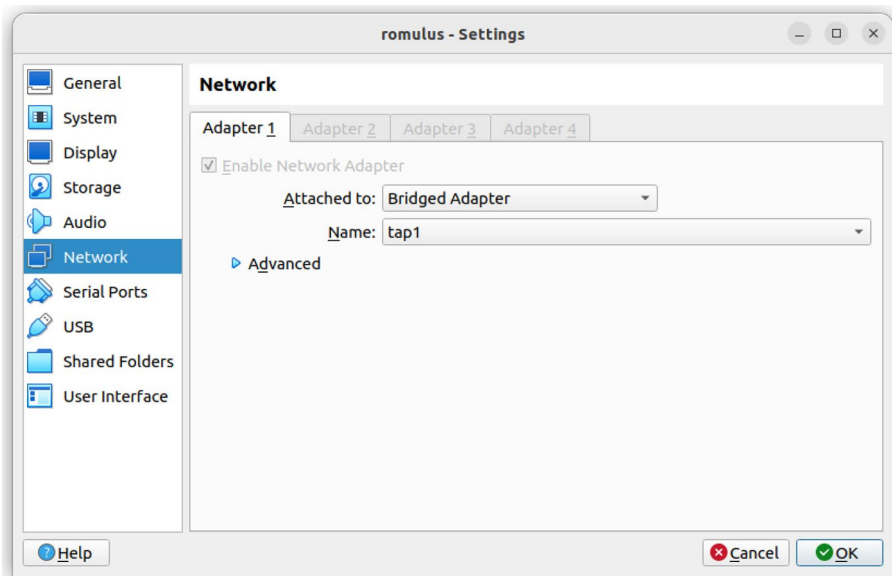 romulus - Settings
General
System
Display
Storage
Audio
Network
Serial Ports
USB
Shared Folders
User Interface
Network
Adapter 1 Adapter 2 Adapter 3 Adapter 4
Enable Network Adapter
Attached to: Bridged Adapter
Name: tap1
Advanced
Help Cancel OK